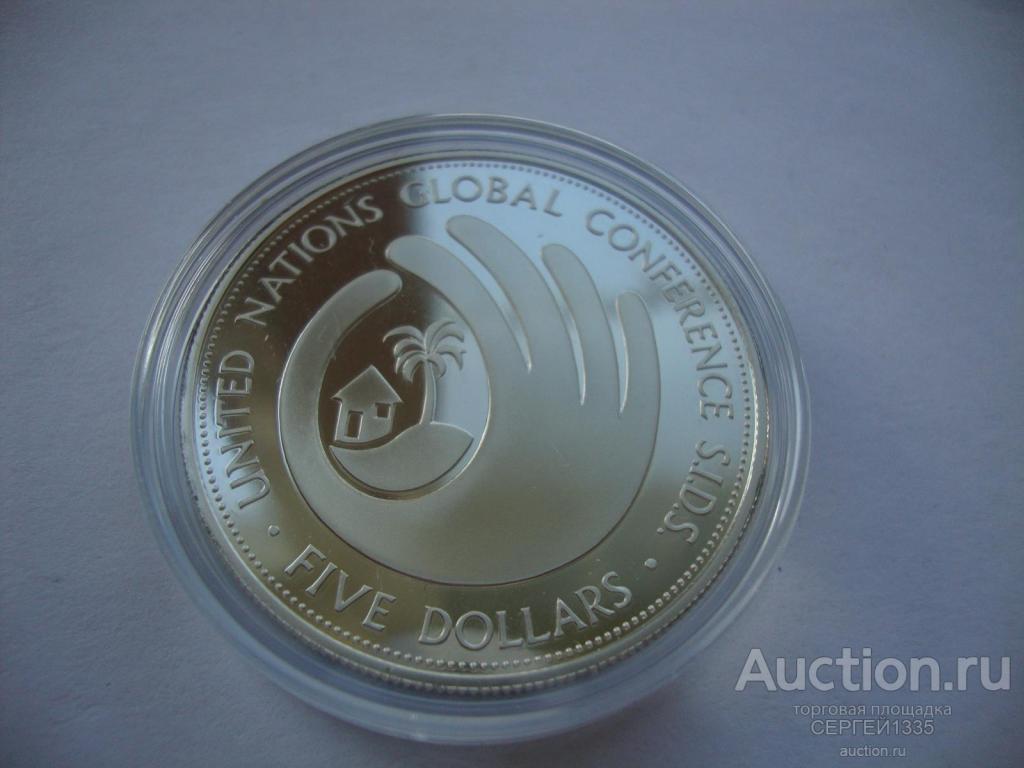 UNITED NATIONS GLOBAL CONFERENCE S.I.D.S.
· FIVE DOLLARS ·
Auction.ru
торговая площадка
СЕРГЕЙ1335
auction.ru